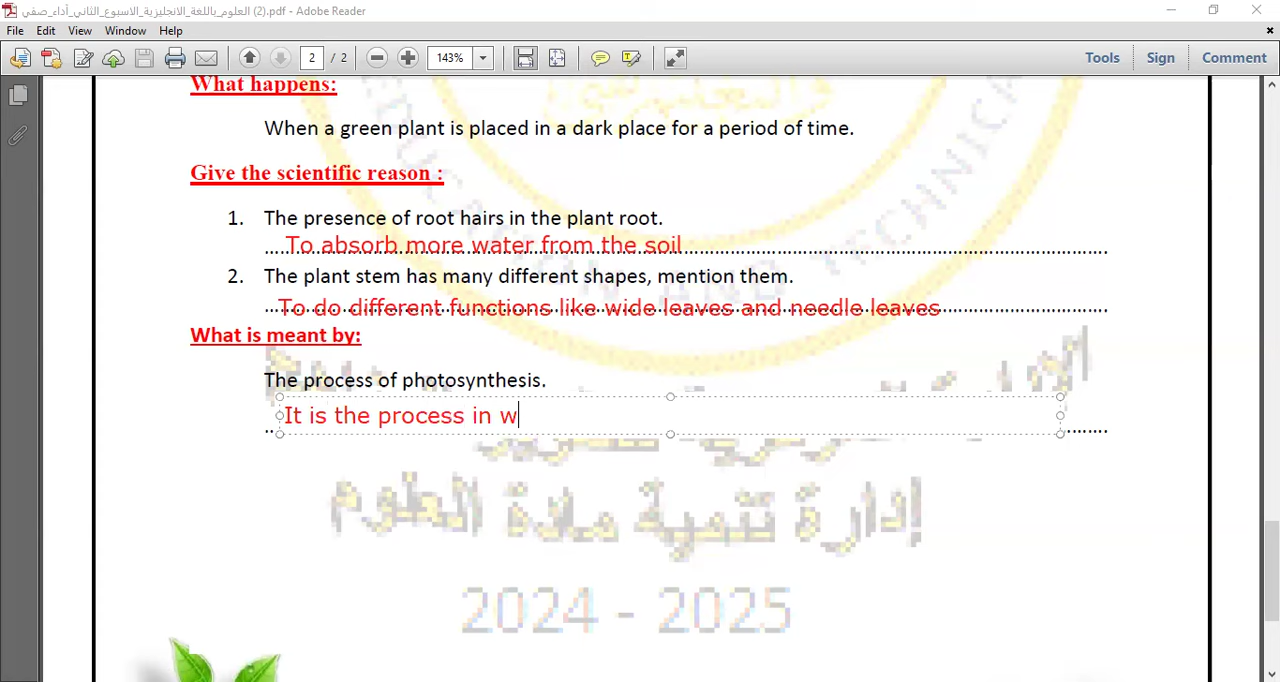 العلوم_باللغة_الانجليزية_الاسبوع_الثاني_أداء_صفي (2).pdf - Adobe Reader
File Edit View Window Help
2 / 2 143% Tools Sign Comment
What happens:
When a green plant is placed in a dark place for a period of time.
Give the scientific reason :
1. The presence of root hairs in the plant root.
To absorb more water from the soil
2. The plant stem has many different shapes, mention them.
To do different functions like wide leaves and needle leaves
What is meant by:
The process of photosynthesis.
It is the process in w
إدارة تنمية مادة العلوم
2024 - 2025